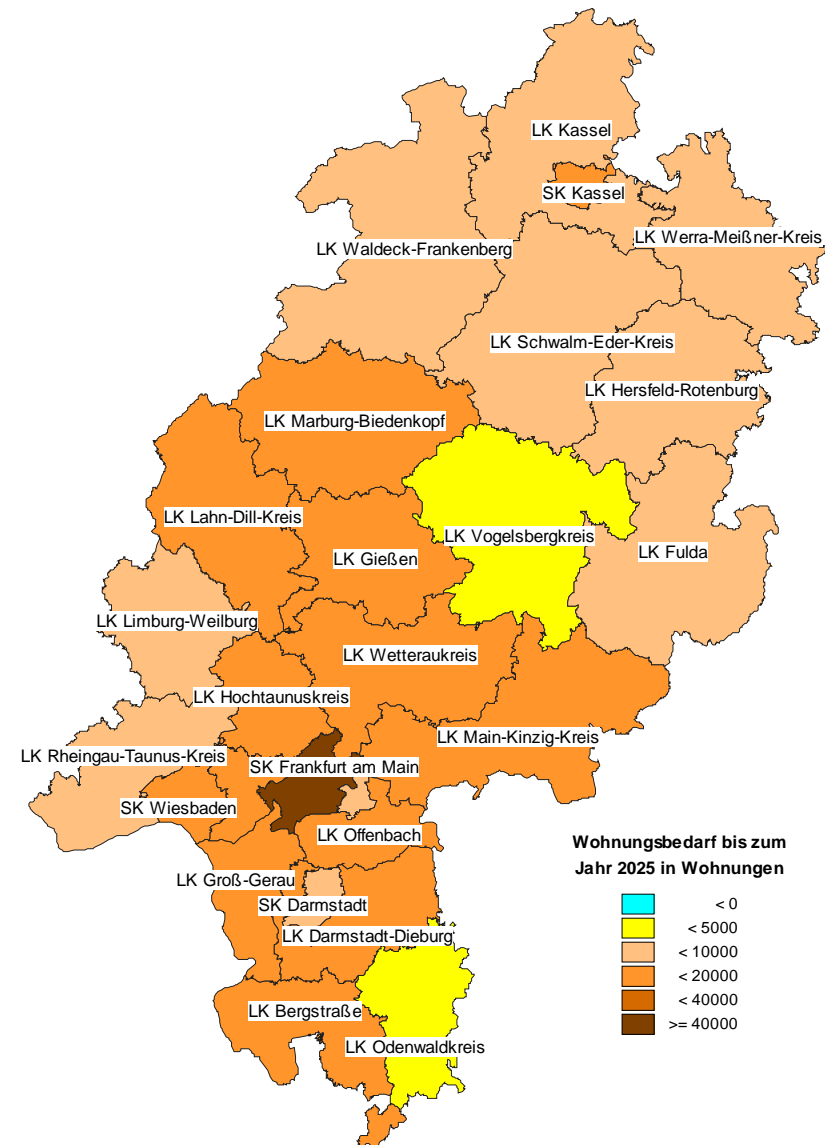 LK Kassel
SK Kassel
LK Werra-Meißner-Kreis
LK Waldeck-Frankenberg
LK Schwalm-Eder-Kreis
LK Hersfeld-Rotenburg
LK Marburg-Biedenkopf
LK Lahn-Dill-Kreis
LK Vogelsbergkreis
LK Gießen
LK Fulda
LK Limburg-Weilburg
LK Wetteraukreis
LK Hochtaunuskreis
LK Main-Kinzig-Kreis
LK Rheingau-Taunus-Kreis
SK Frankfurt am Main
SK Wiesbaden
LK Offenbach
LK Groß-Gerau
SK Darmstadt
LK Darmstadt-Dieburg
LK Bergstraße
LK Odenwaldkreis
Wohnungsbedarf bis zum
Jahr 2025 in Wohnungen
< 0
< 5000
< 10000
< 20000
< 40000
>= 40000